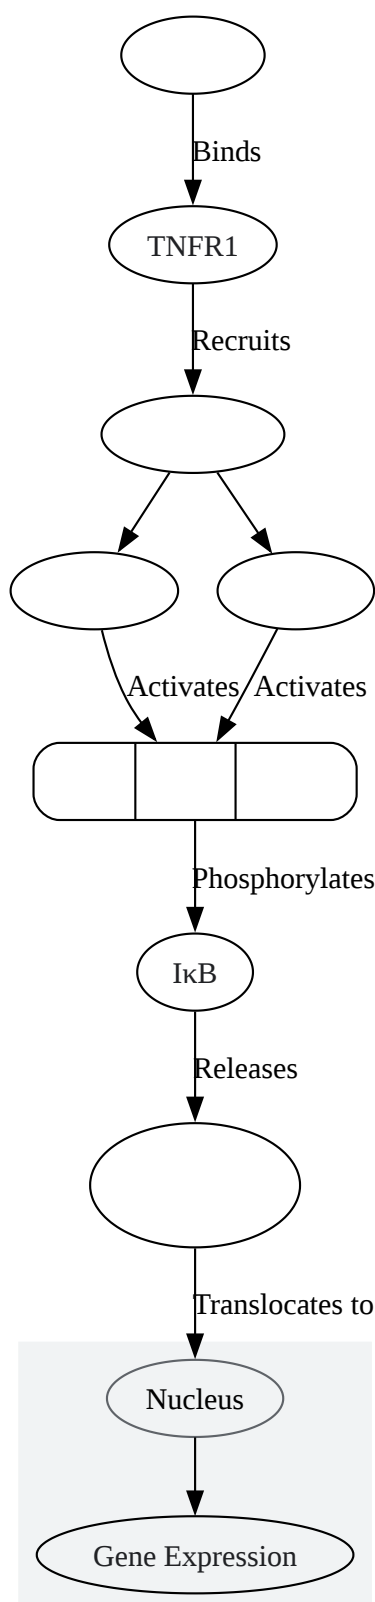 Binds
TNFR1
Recruits
Activates
Activates
Phosphorylates
IκB
Releases
Translocates to
Nucleus
Gene Expression